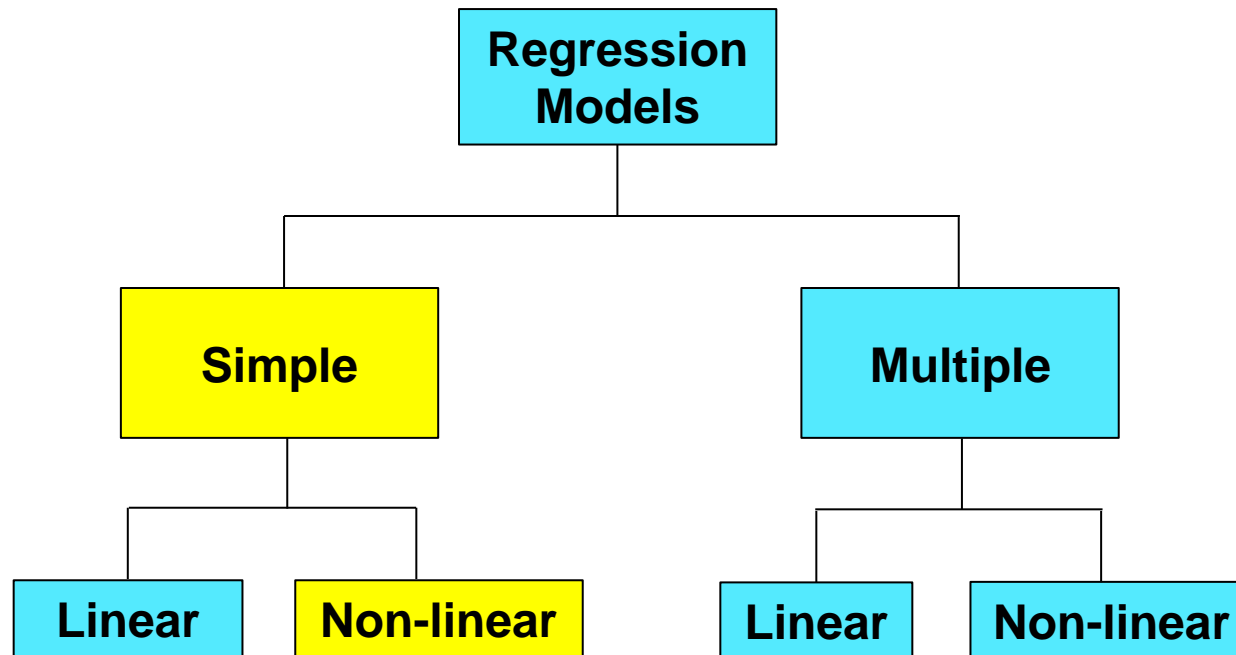 Regression
Models
Simple
Multiple
Linear
Non-linear
Linear
Non-linear